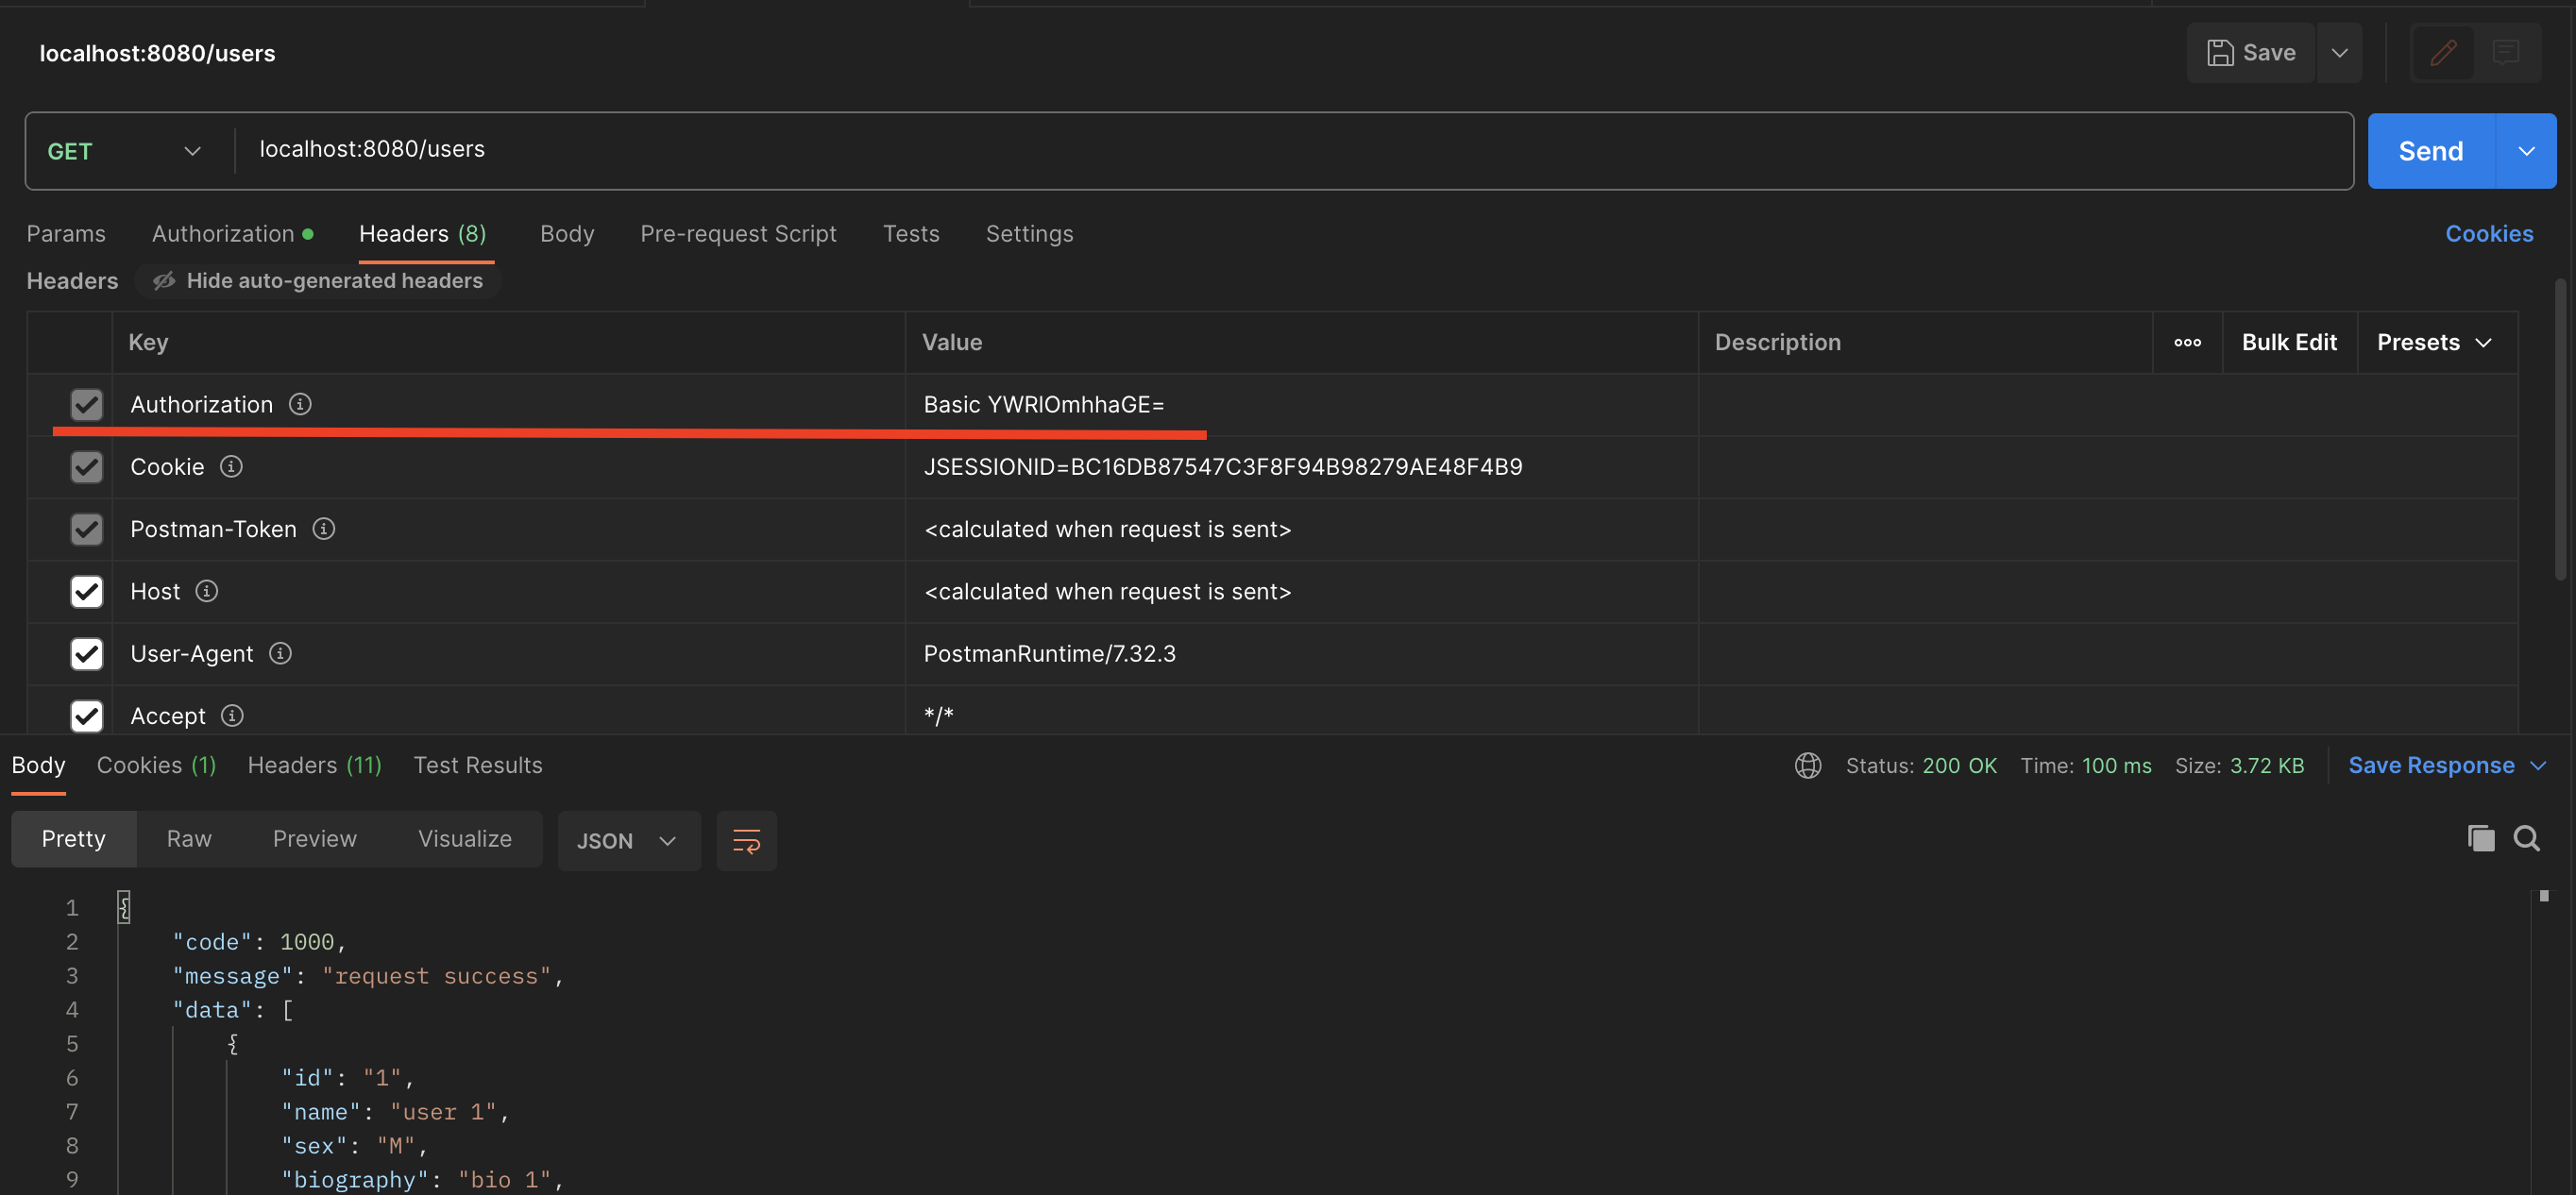 localhost:8080/users
Save
GET
localhost:8080/users
Send
Params Authorization Headers (8) Body Pre-request Script Tests Settings Cookies
Headers Hide auto-generated headers
Key Value Description Bulk Edit Presets
Authorization Basic YWRlOmhhaGE=
Cookie JSESSIONID=BC16DB87547C3F8F94B98279AE48F4B9
Postman-Token <calculated when request is sent>
Host <calculated when request is sent>
User-Agent PostmanRuntime/7.32.3
Accept */*
Body Cookies (1) Headers (11) Test Results Status: 200 OK Time: 100 ms Size: 3.72 KB Save Response
Pretty Raw Preview Visualize JSON
1 {
2 "code": 1000,
3 "message": "request success",
4 "data": [
5 {
6 "id": "1",
7 "name": "user 1",
8 "sex": "M",
9 "biography": "bio 1",